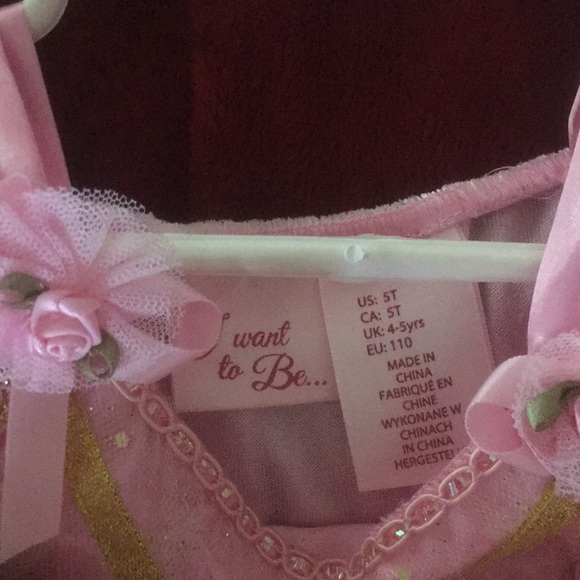 I want
to Be...
US: 5T
CA: 5T
UK: 4-5yrs
EU: 110
MADE IN
CHINA
FABRIQUÉ EN
CHINE
WYKONANE W
CHINACH
IN CHINA
HERGESTELL